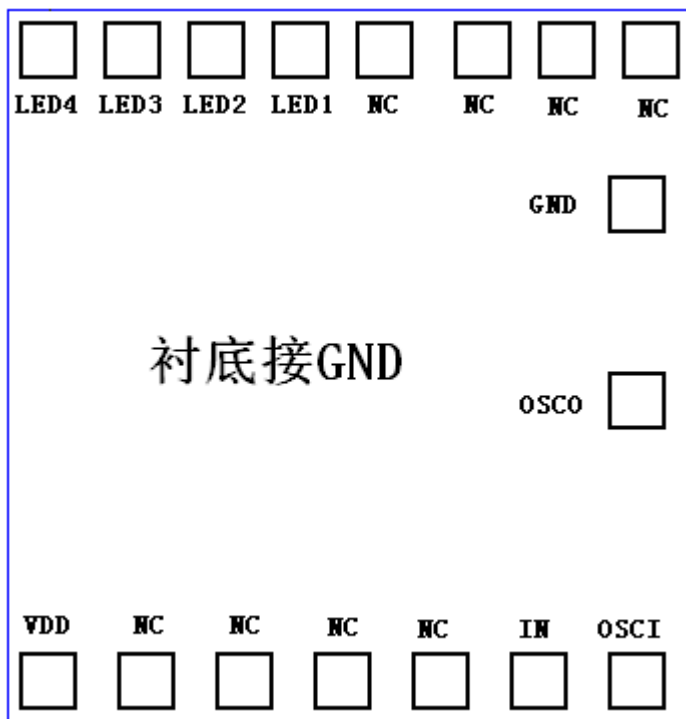 LED4 LED3 LED2 LED1 NC NC NC NC
GND
衬底接GND
OSCO
VDD NC NC NC NC IN OSCI